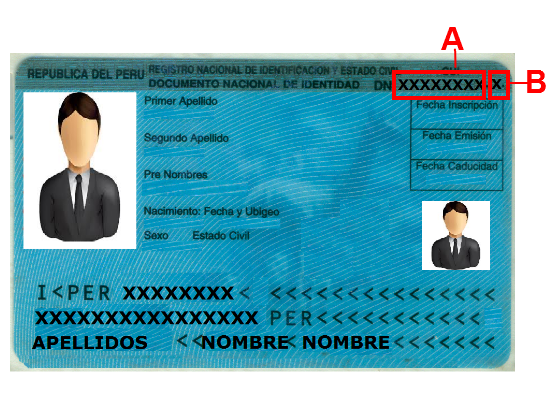 A
B
REPUBLICA DEL PERU REGISTRO NACIONAL DE IDENTIFICACION Y ESTADO CIVIL
DOCUMENTO NACIONAL DE IDENTIDAD XXXXXXXX X
Primer Apellido
Fecha Inscripción
Segundo Apellido
Fecha Emisión
Pre Nombres
Fecha Caducidad
Nacimiento: Fecha y Ubigeo
Sexo Estado Civil
I<PER XXXXXXXX< <<<<<<<<<<<<<<<
XXXXXXXXXXXXXXXX PER<<<<<<<<<<<
APELLIDOS <<NOMBRE< NOMBRE<<<<<<<